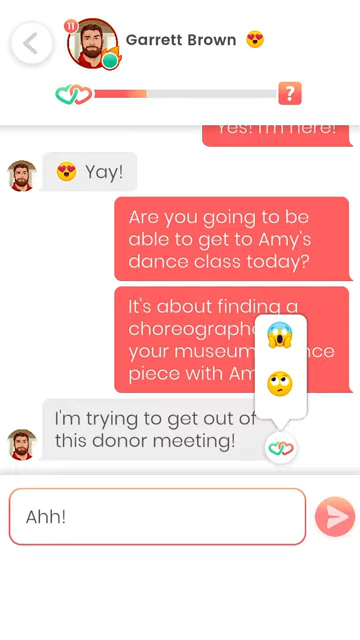 11
Garrett Brown
?
Yes! I'm here!
Yay!
Are you going to be
able to get to Amy's
dance class today?
It's about finding a
your museum
piece with Am
I'm trying to get out of
this donor meeting!
Ahh!